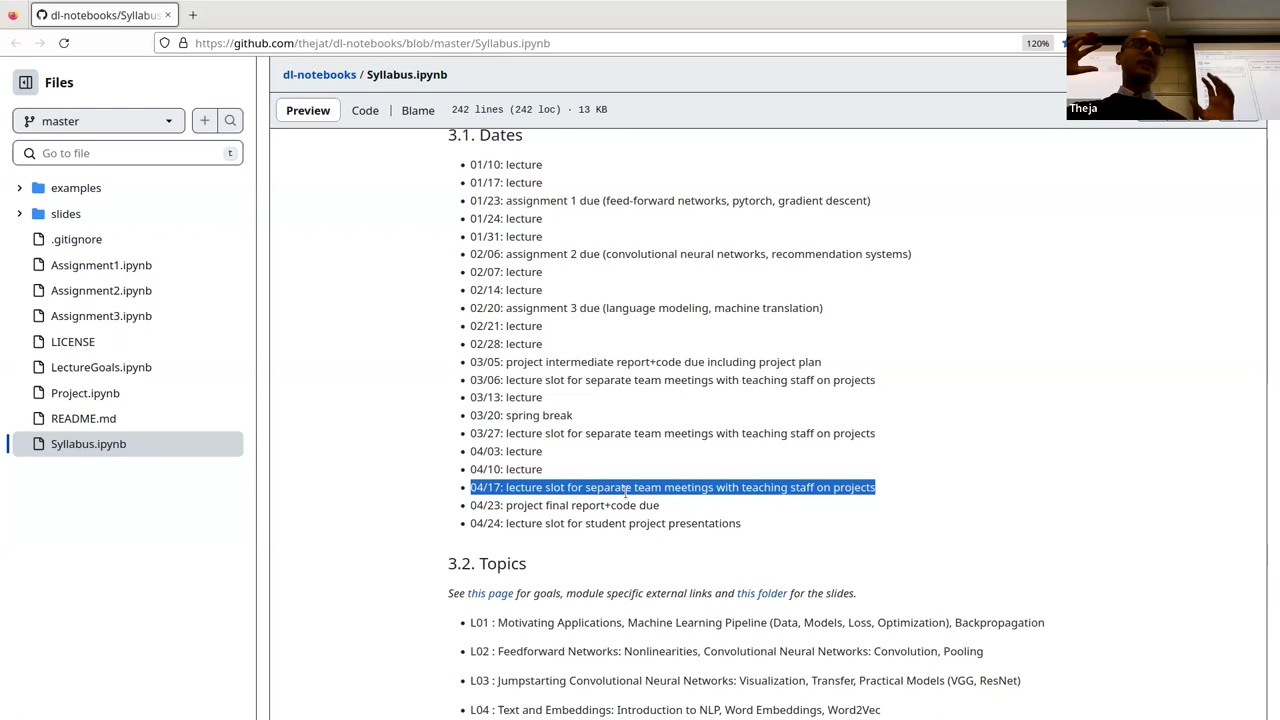 dl-notebooks/Syllabus
https://github.com/thejat/dl-notebooks/blob/master/Syllabus.ipynb
120%
Theja
Files
master
Go to file
t
examples
slides
.gitignore
Assignment1.ipynb
Assignment2.ipynb
Assignment3.ipynb
LICENSE
LectureGoals.ipynb
Project.ipynb
README.md
Syllabus.ipynb
dl-notebooks / Syllabus.ipynb
Preview
Code
Blame
242 lines (242 loc) · 13 KB
3.1. Dates
• 01/10: lecture
• 01/17: lecture
• 01/23: assignment 1 due (feed-forward networks, pytorch, gradient descent)
• 01/24: lecture
• 01/31: lecture
• 02/06: assignment 2 due (convolutional neural networks, recommendation systems)
• 02/07: lecture
• 02/14: lecture
• 02/20: assignment 3 due (language modeling, machine translation)
• 02/21: lecture
• 02/28: lecture
• 03/05: project intermediate report+code due including project plan
• 03/06: lecture slot for separate team meetings with teaching staff on projects
• 03/13: lecture
• 03/20: spring break
• 03/27: lecture slot for separate team meetings with teaching staff on projects
• 04/03: lecture
• 04/10: lecture
• 04/17: lecture slot for separate team meetings with teaching staff on projects
• 04/23: project final report+code due
• 04/24: lecture slot for student project presentations
3.2. Topics
See this page for goals, module specific external links and this folder for the slides.
• L01 : Motivating Applications, Machine Learning Pipeline (Data, Models, Loss, Optimization), Backpropagation
• L02 : Feedforward Networks: Nonlinearities, Convolutional Neural Networks: Convolution, Pooling
• L03 : Jumpstarting Convolutional Neural Networks: Visualization, Transfer, Practical Models (VGG, ResNet)
• L04 : Text and Embeddings: Introduction to NLP, Word Embeddings, Word2Vec